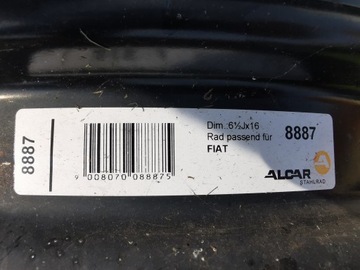 8887
Dim.:6½Jx16
Rad passend für
FIAT
8887
9 008070 088875
ALCAR
STAHLRAD